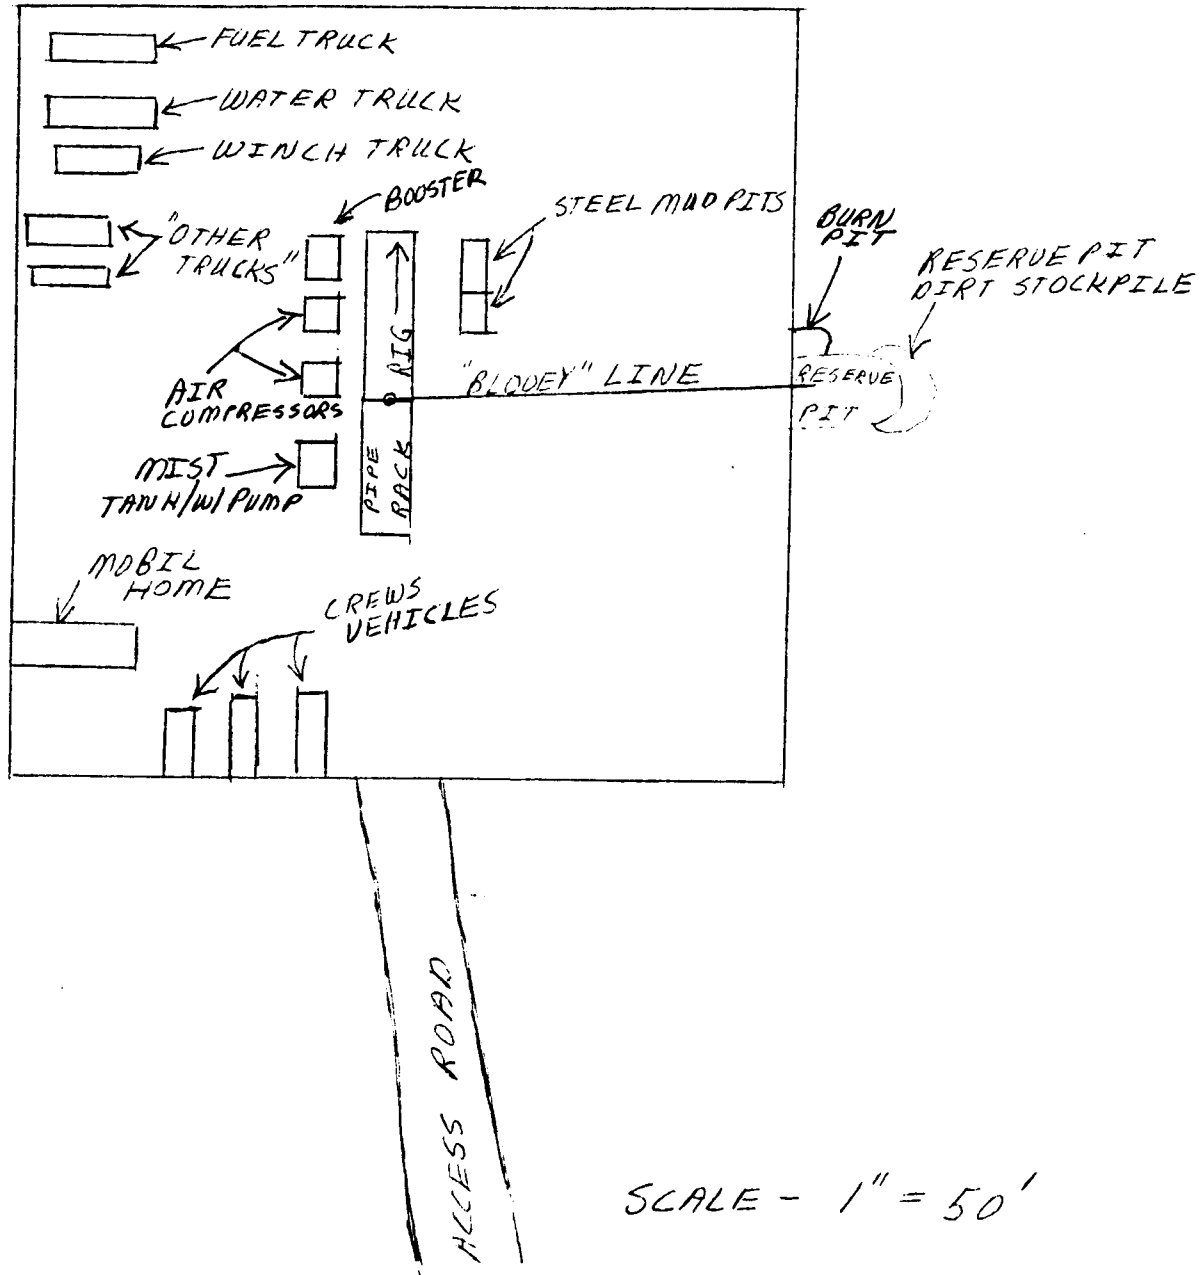 FUEL TRUCK
WATER TRUCK
WINCH TRUCK
BOOSTER
STEEL MUD PITS
BURN
PIT
RESERVE PIT
DIRT STOCKPILE
"OTHER
TRUCKS"
RIG
"BLOOEY" LINE
RESERVE
PIT
AIR
COMPRESSORS
PIPE
RACK
MIST
TANK/W/PUMP
MOBIL
HOME
CREWS
VEHICLES
ACCESS ROAD
SCALE - 1" = 50'